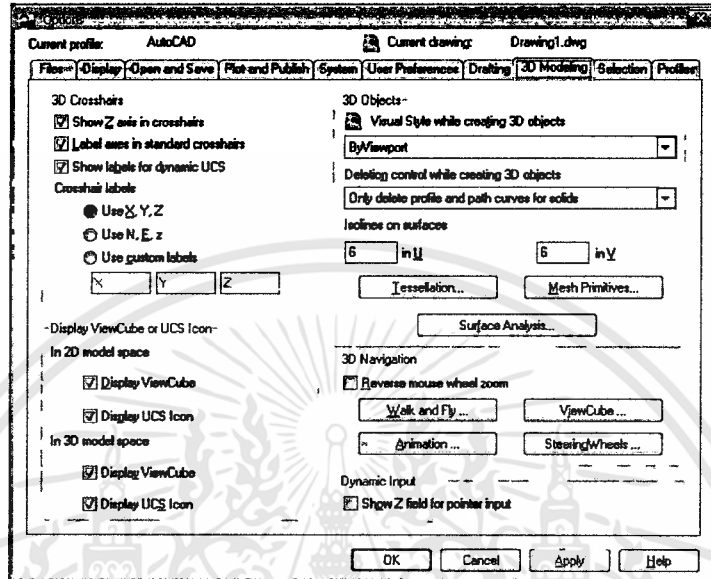 Options
Current profile: AutoCAD Current drawing: Drawing1.dwg
Files Display Open and Save Plot and Publish System User Preferences Drafting 3D Modeling Selection Profiles
3D Crosshairs
Show Z axis in crosshairs
Label axes in standard crosshairs
Show labels for dynamic UCS
Crosshair labels
Use X, Y, Z
Use N, E, z
Use custom labels
X Y Z
Display ViewCube or UCS Icon
In 2D model space
Display ViewCube
Display UCS Icon
In 3D model space
Display ViewCube
Display UCS Icon
3D Objects
Visual Style while creating 3D objects
ByViewport
Deletion control while creating 3D objects
Only delete profile and path curves for solids
Isolines on surfaces
6 in U 6 in V
Tessellation... Mesh Primitives...
Surface Analysis...
3D Navigation
Reverse mouse wheel zoom
Walk and Fly ... ViewCube ...
Animation ... SteeringWheels ...
Dynamic Input
Show Z field for pointer input
OK Cancel Apply Help